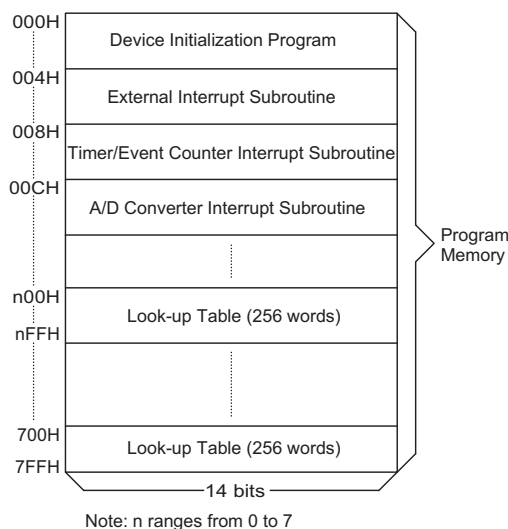 000H
Device Initialization Program
004H
External Interrupt Subroutine
008H
Timer/Event Counter Interrupt Subroutine
00CH
A/D Converter Interrupt Subroutine
Program
Memory
n00H
Look-up Table (256 words)
nFFH
700H
Look-up Table (256 words)
7FFH
14 bits
Note: n ranges from 0 to 7